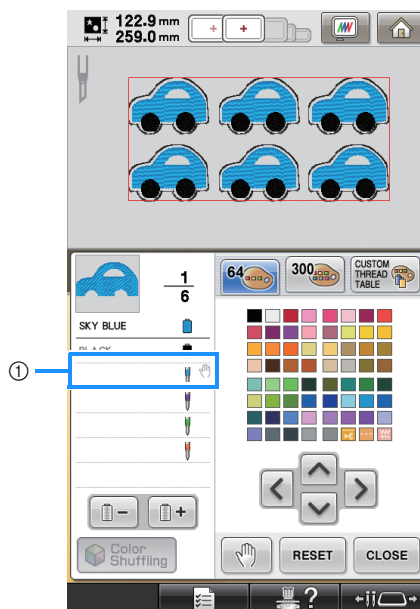 122.9 mm
259.0 mm
64
300
CUSTOM
THREAD
TABLE
1
6
SKY BLUE
BLACK
①
Color
Shuffling
RESET
CLOSE
?